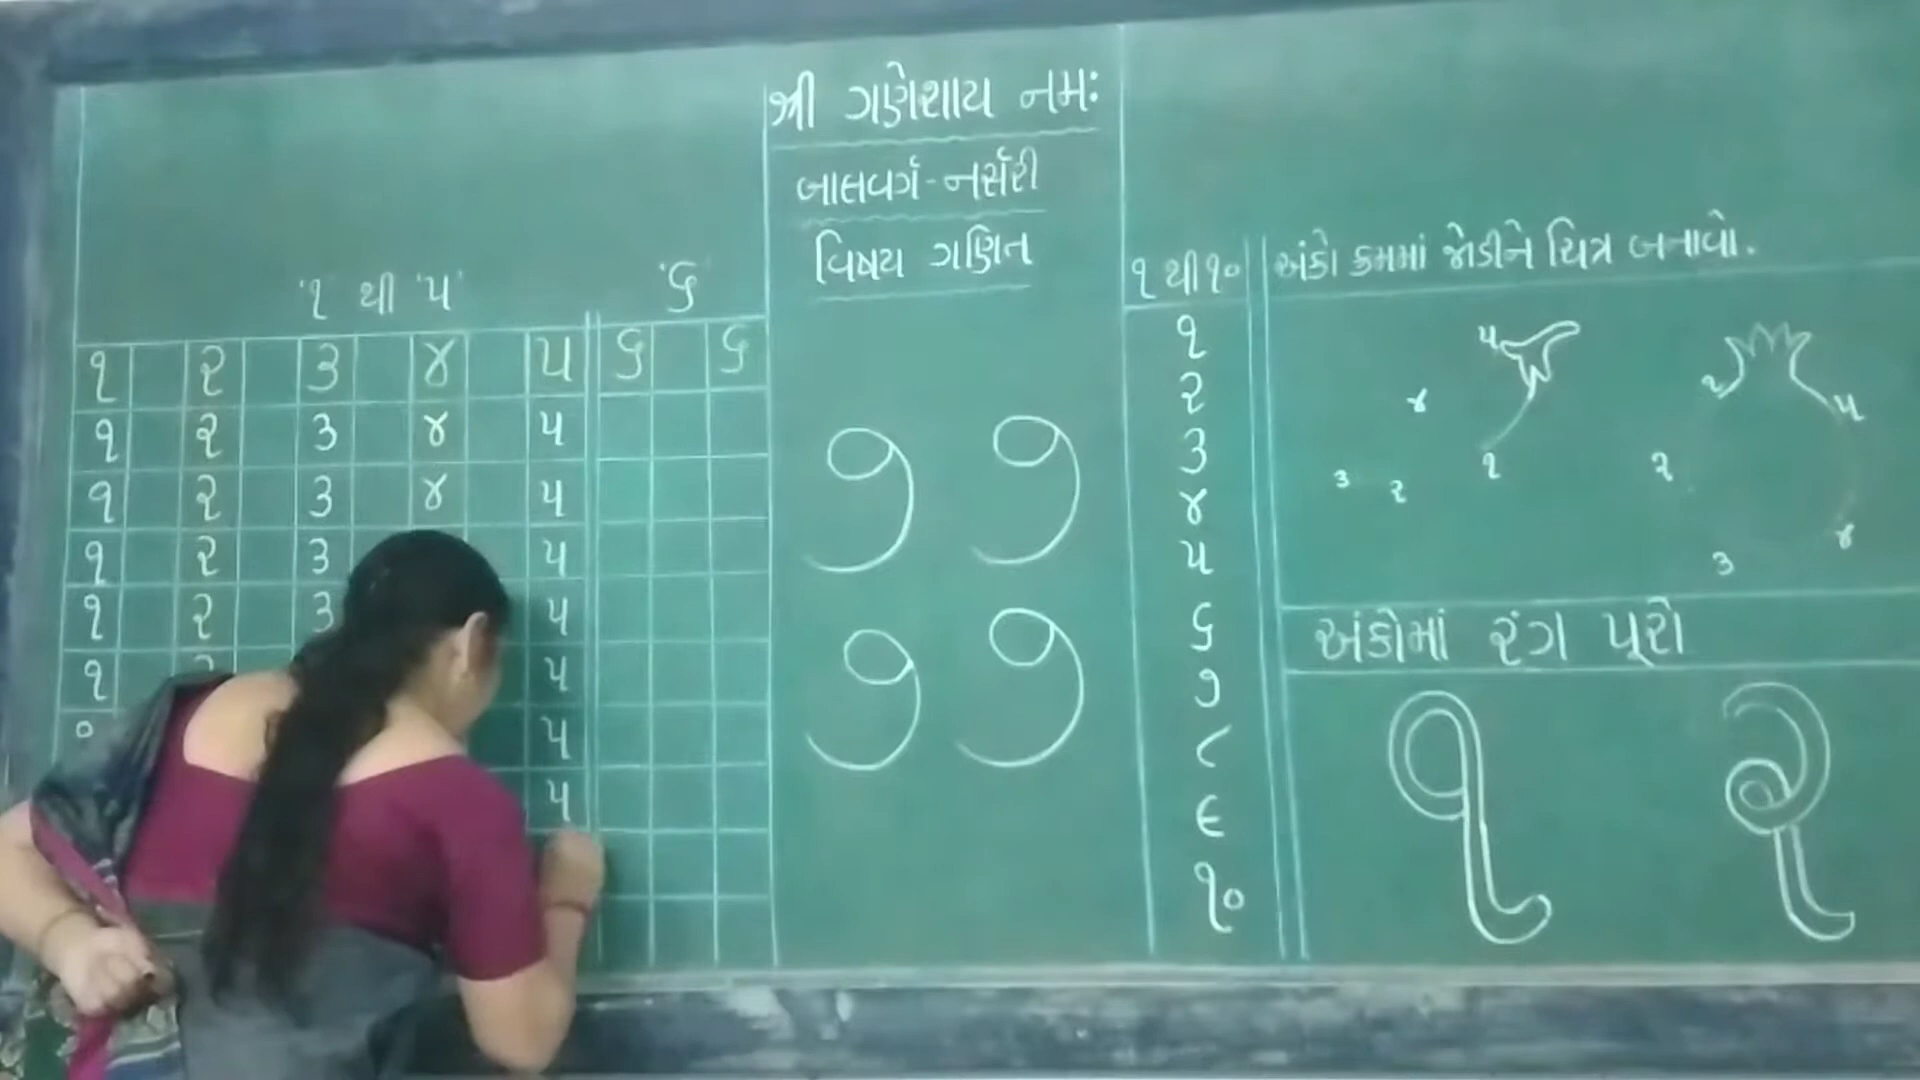 શ્રી ગણેશાય નમઃ
બાલવર્ગ-નર્સરી
વિષય ગણિત
'૧ થી '૫'
'૬'
૧ ૨ ૩ ૪ ૫ ૬ ૬
૧ ૨ ૩ ૪ ૫
૧ ૨ ૩ ૪ ૫
૧ ૨ ૩ ૫
૧ ૨ ૩ ૫
૧ ૨ ૫
૫
૫
૭ ૭
૭ ૭
૧ થી ૧૦
૧
૨
૩
૪
૫
૬
૭
૮
૯
૧૦
અંકો ક્રમમાં જોડીને ચિત્ર બનાવો.
૫
૪
૩ ૨ ૧
૧ ૫
૨
૩ ૪
અંકોમાં રંગ પૂરો
૧ ૨